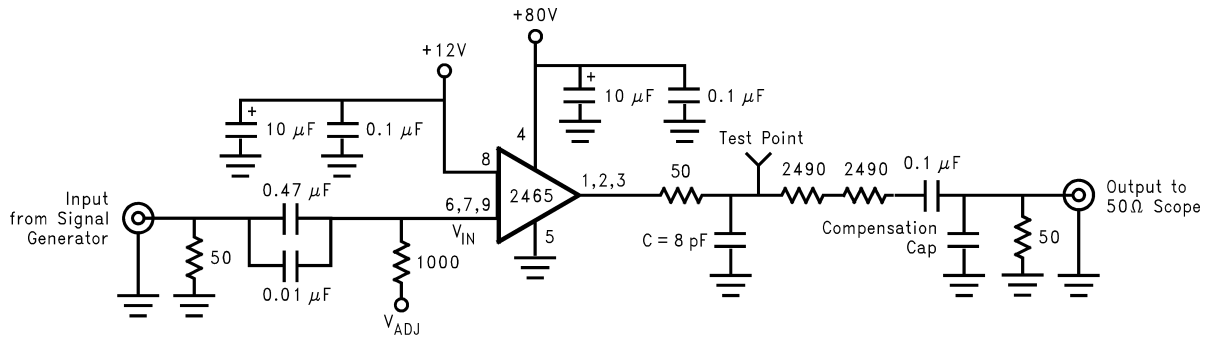 +80V
+12V
+
10 μF
0.1 μF
+
10 μF
0.1 μF
4
Test Point
8
2465
1,2,3
50
2490
2490
0.1 μF
Input
from Signal
Generator
0.47 μF
6,7,9
V_IN
5
C = 8 pF
Compensation
Cap
50
Output to
50Ω Scope
50
0.01 μF
1000
V_ADJ